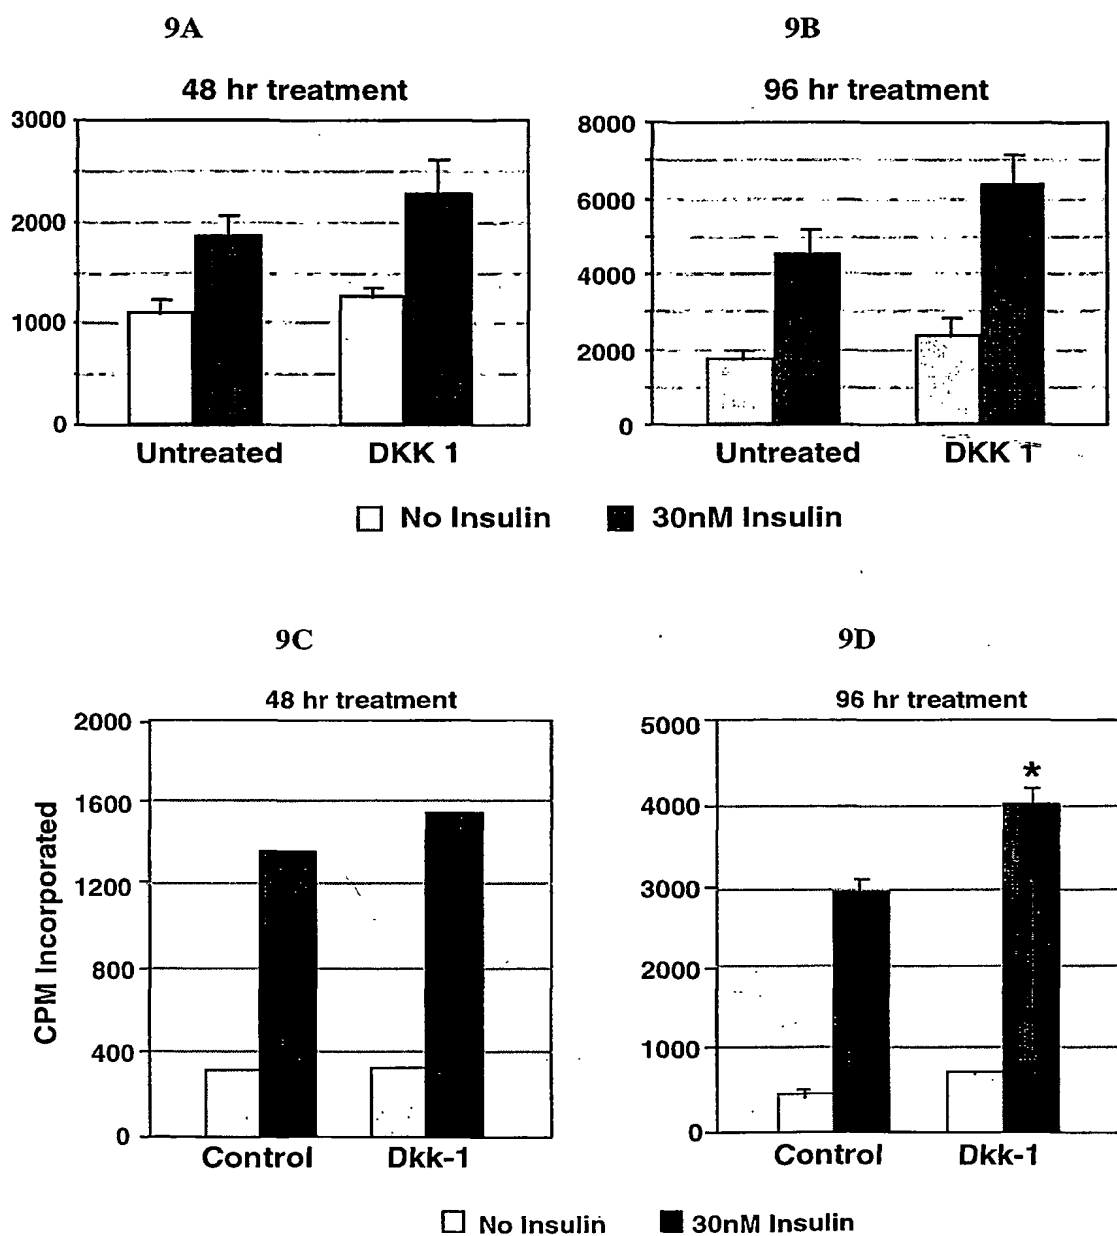 9A
9B
48 hr treatment
96 hr treatment
3000
2000
1000
0
8000
6000
4000
2000
0
Untreated
DKK 1
Untreated
DKK 1
No Insulin
30nM Insulin
9C
9D
48 hr treatment
96 hr treatment
CPM Incorporated
2000
1600
1200
800
400
0
5000
4000
3000
2000
1000
0
*
Control
Dkk-1
Control
Dkk-1
No Insulin
30nM Insulin